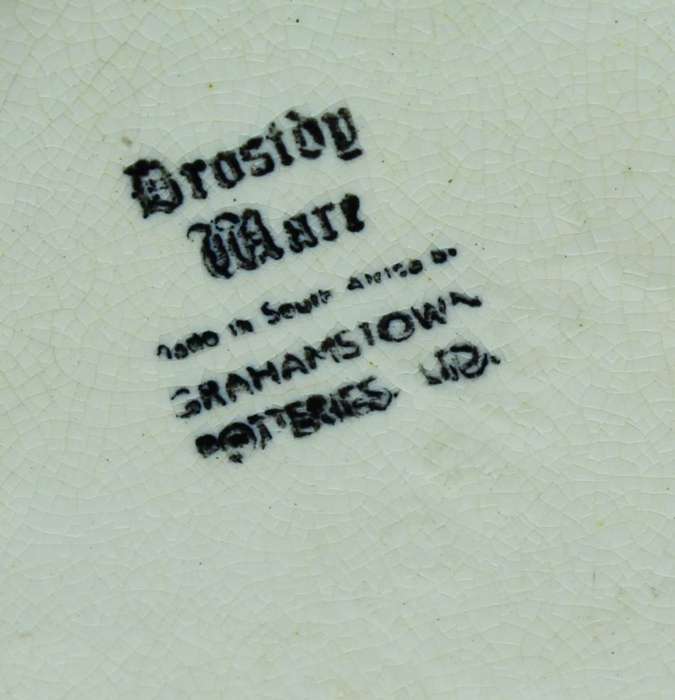 Drostdy
Ware
Made in South Africa by
GRAHAMSTOWN
POTTERIES. LTD.